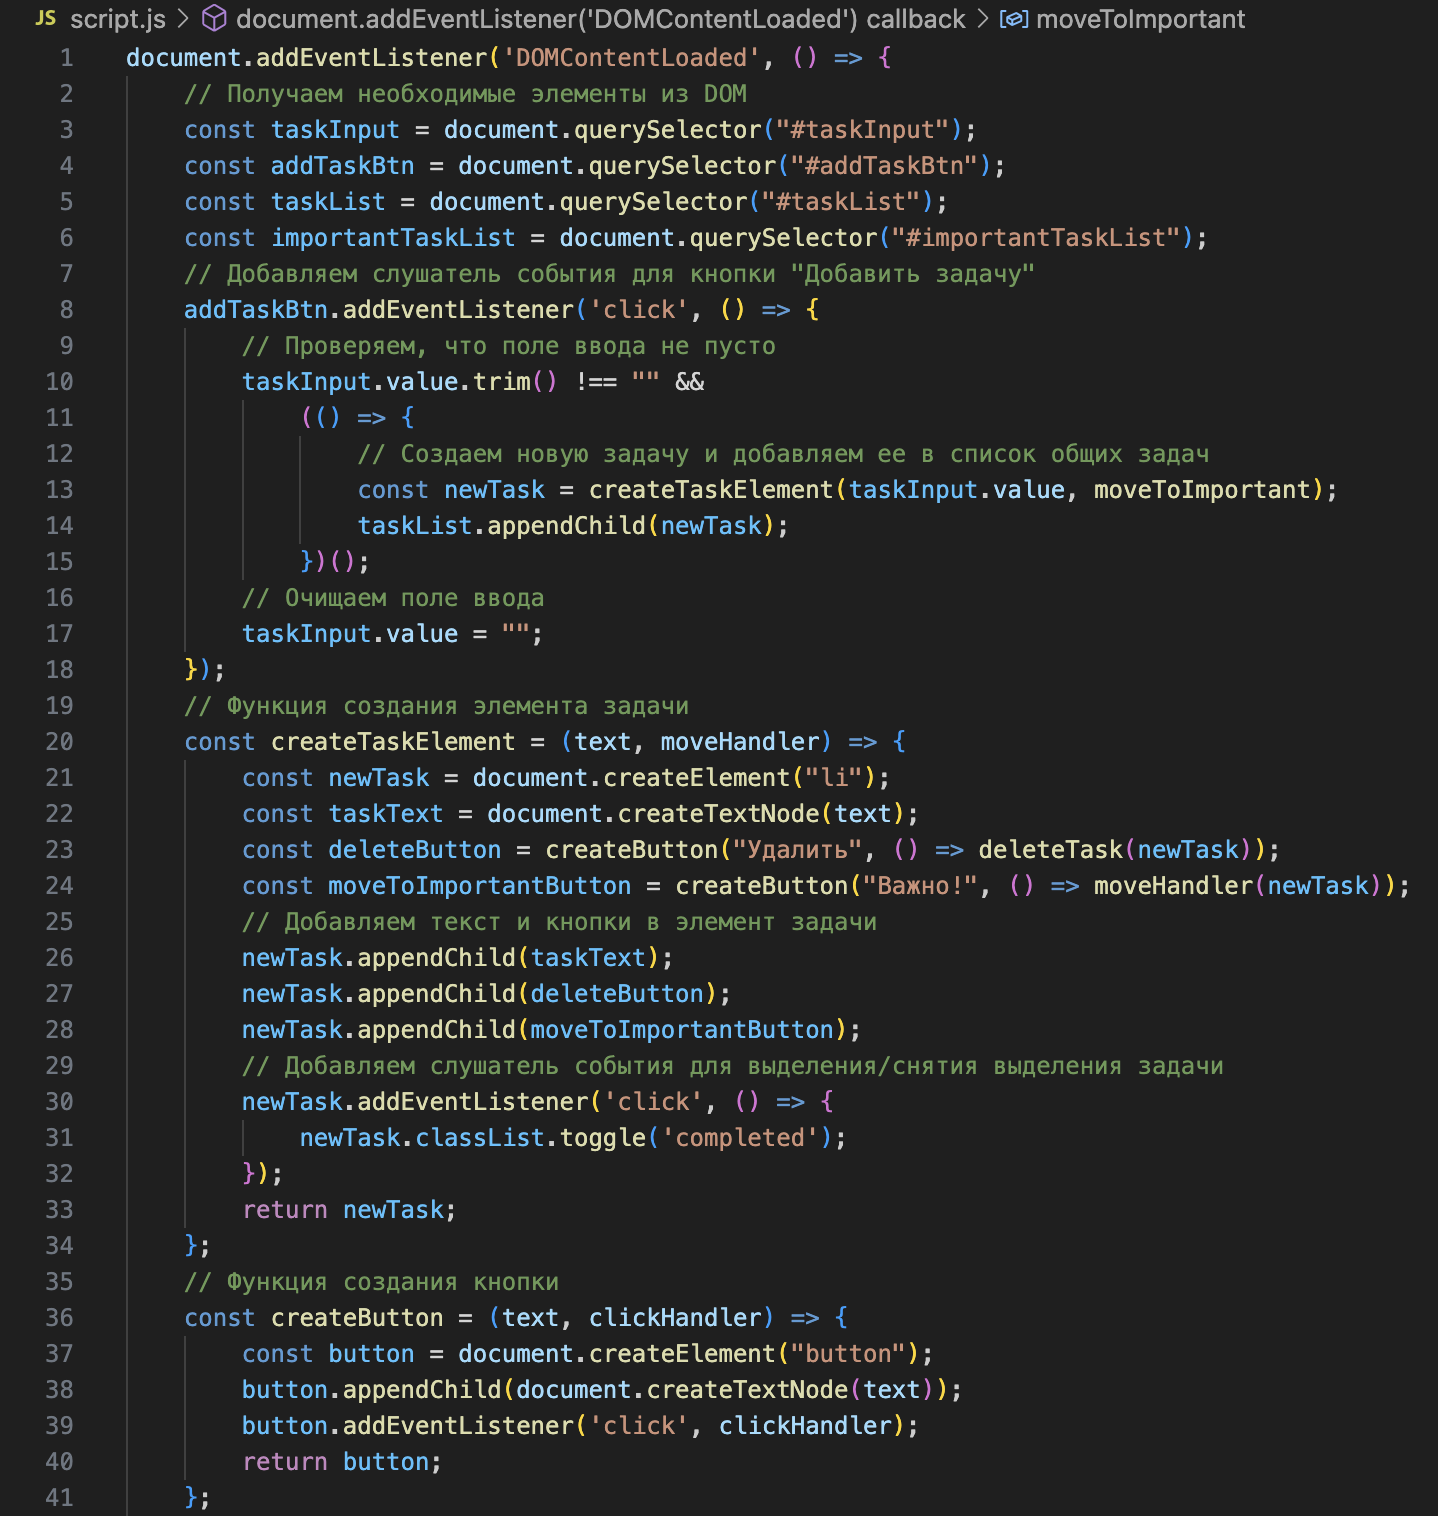 JS script.js > document.addEventListener('DOMContentLoaded') callback > moveToImportant
1 document.addEventListener('DOMContentLoaded', () => {
2 // Получаем необходимые элементы из DOM
3 const taskInput = document.querySelector("#taskInput");
4 const addTaskBtn = document.querySelector("#addTaskBtn");
5 const taskList = document.querySelector("#taskList");
6 const importantTaskList = document.querySelector("#importantTaskList");
7 // Добавляем слушатель события для кнопки "Добавить задачу"
8 addTaskBtn.addEventListener('click', () => {
9 // Проверяем, что поле ввода не пусто
10 taskInput.value.trim() !== "" &&
11 (() => {
12 // Создаем новую задачу и добавляем ее в список общих задач
13 const newTask = createTaskElement(taskInput.value, moveToImportant);
14 taskList.appendChild(newTask);
15 })();
16 // Очищаем поле ввода
17 taskInput.value = "";
18 });
19 // Функция создания элемента задачи
20 const createTaskElement = (text, moveHandler) => {
21 const newTask = document.createElement("li");
22 const taskText = document.createTextNode(text);
23 const deleteButton = createButton("Удалить", () => deleteTask(newTask));
24 const moveToImportantButton = createButton("Важно!", () => moveHandler(newTask));
25 // Добавляем текст и кнопки в элемент задачи
26 newTask.appendChild(taskText);
27 newTask.appendChild(deleteButton);
28 newTask.appendChild(moveToImportantButton);
29 // Добавляем слушатель события для выделения/снятия выделения задачи
30 newTask.addEventListener('click', () => {
31 newTask.classList.toggle('completed');
32 });
33 return newTask;
34 };
35 // Функция создания кнопки
36 const createButton = (text, clickHandler) => {
37 const button = document.createElement("button");
38 button.appendChild(document.createTextNode(text));
39 button.addEventListener('click', clickHandler);
40 return button;
41 };